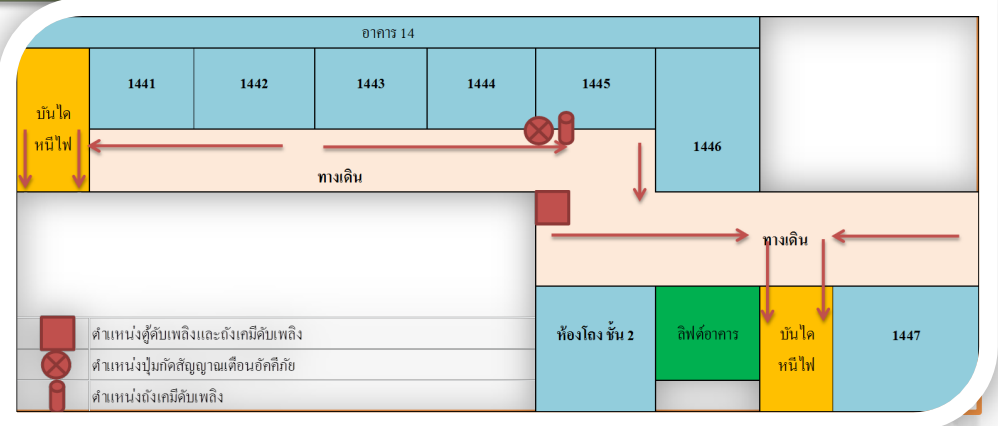 อาคาร 14
1441
1442
1443
1444
1445
1446
บันได
หนีไฟ
ทางเดิน
ทางเดิน
ตำแหน่งตู้ดับเพลิงและถังเคมีดับเพลิง
ตำแหน่งปุ่มกัดสัญญาณเตือนอัคคีภัย
ตำแหน่งถังเคมีดับเพลิง
ห้องโถง ชั้น 2
ลิฟต์อาคาร
บันได
หนีไฟ
1447